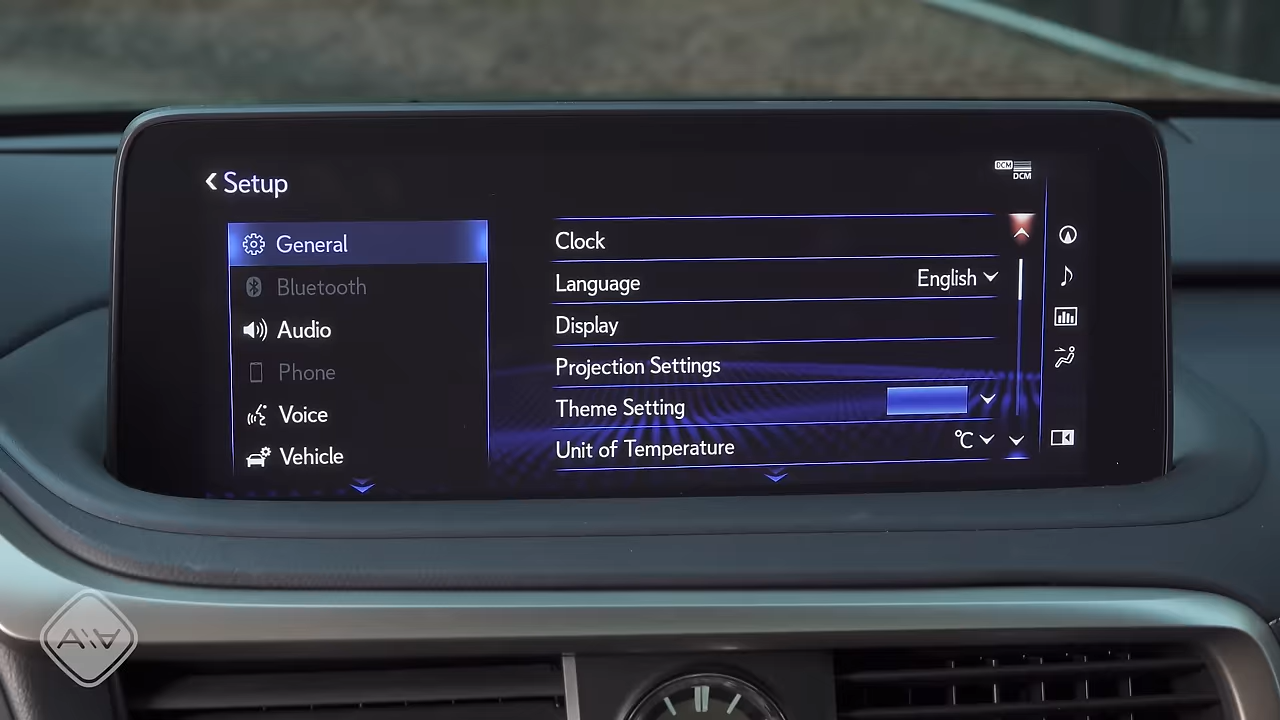 Setup
DCM
DCM
General
Bluetooth
Audio
Phone
Voice
Vehicle
Clock
Language English
Display
Projection Settings
Theme Setting
Unit of Temperature °C